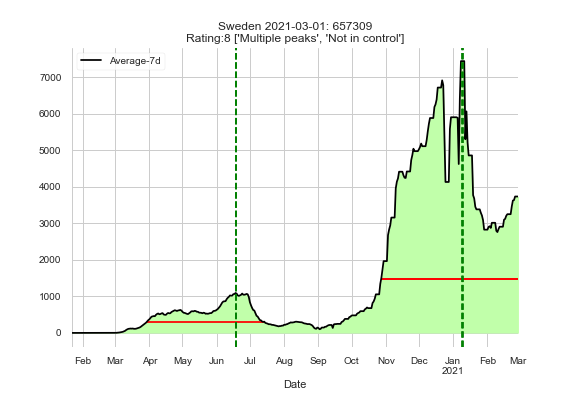 Sweden 2021-03-01: 657309
Rating:8 ['Multiple peaks', 'Not in control']
Average-7d
7000
6000
5000
4000
3000
2000
1000
0
Feb Mar Apr May Jun Jul Aug Sep Oct Nov Dec Jan Feb Mar
2021
Date